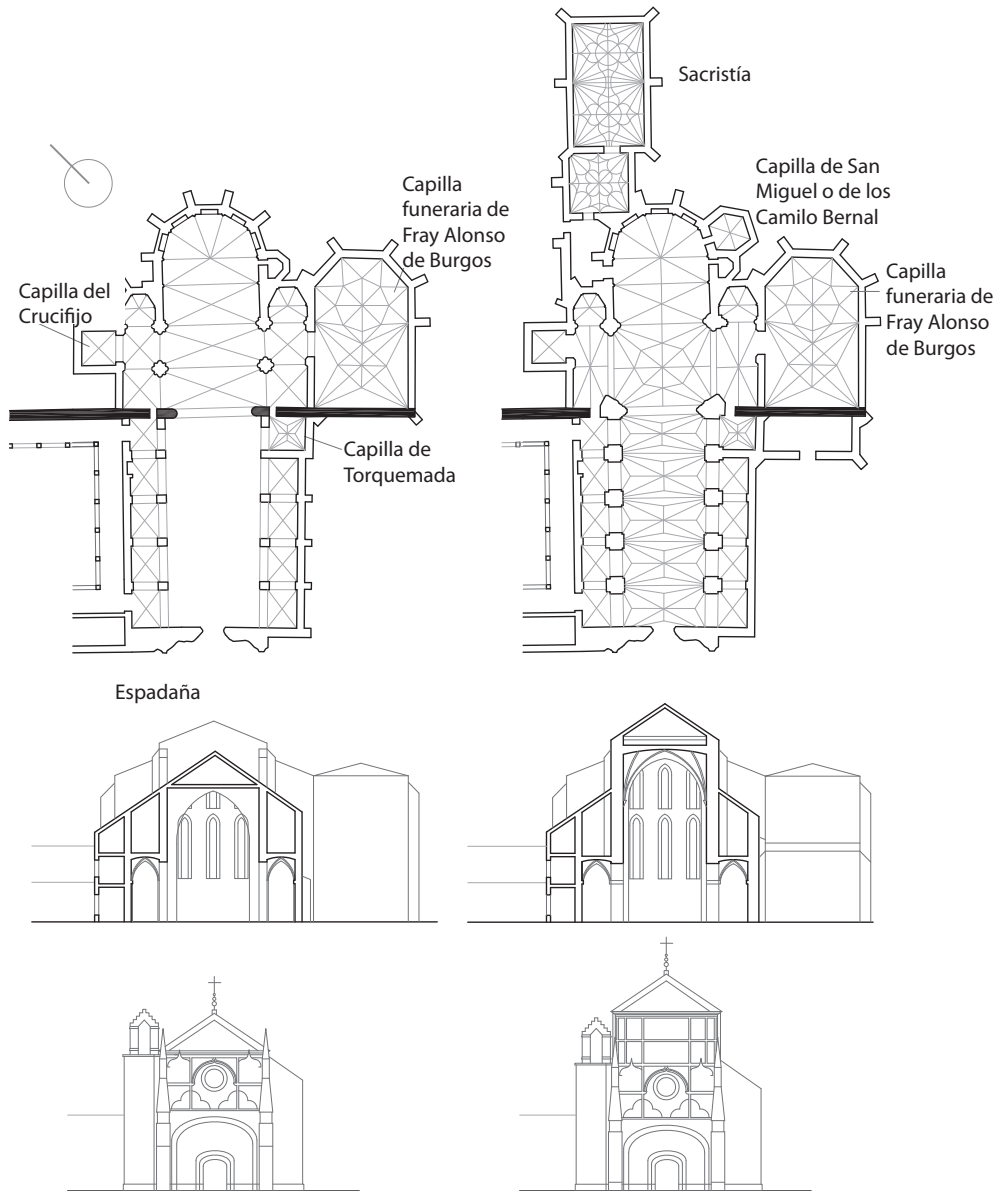 Sacristía
Capilla
funeraria de
Fray Alonso
de Burgos
Capilla de San
Miguel o de los
Camilo Bernal
Capilla del
Crucifijo
Capilla
funeraria de
Fray Alonso
de Burgos
Capilla de
Torquemada
Espadaña